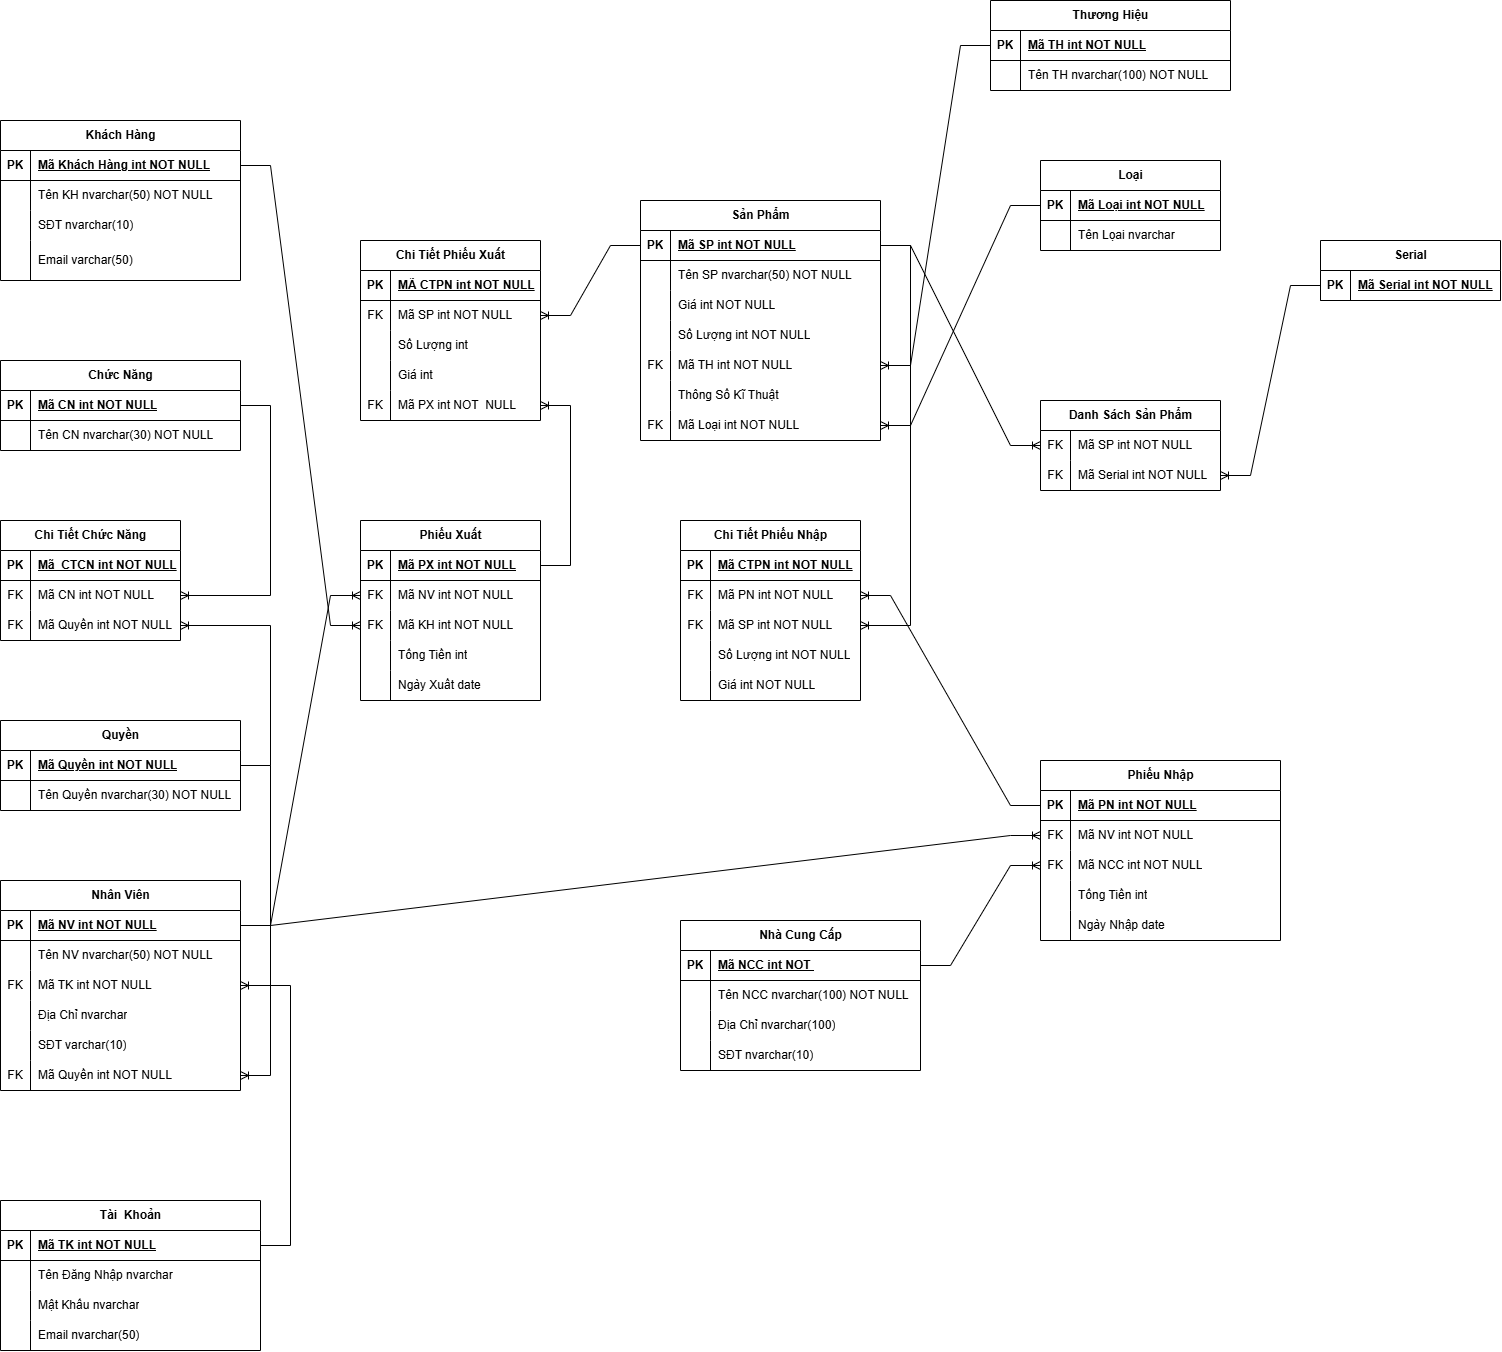 Thương Hiệu
PK Mã TH int NOT NULL
Tên TH nvarchar(100) NOT NULL
Khách Hàng
PK Mã Khách Hàng int NOT NULL
Tên KH nvarchar(50) NOT NULL
SĐT nvarchar(10)
Email varchar(50)
Loại
PK Mã Loại int NOT NULL
Tên Lọai nvarchar
Sản Phẩm
PK Mã SP int NOT NULL
Tên SP nvarchar(50) NOT NULL
Giá int NOT NULL
Số Lượng int NOT NULL
FK Mã TH int NOT NULL
Thông Số Kĩ Thuật
FK Mã Loại int NOT NULL
Chi Tiết Phiếu Xuất
PK MÃ CTPN int NOT NULL
FK Mã SP int NOT NULL
Số Lượng int
Giá int
FK Mã PX int NOT  NULL
Serial
PK Mã Serial int NOT NULL
Chức Năng
PK Mã CN int NOT NULL
Tên CN nvarchar(30) NOT NULL
Danh Sách Sản Phẩm
FK Mã SP int NOT NULL
FK Mã Serial int NOT NULL
Chi Tiết Chức Năng
PK Mã  CTCN int NOT NULL
FK Mã CN int NOT NULL
FK Mã Quyền int NOT NULL
Phiếu Xuất
PK Mã PX int NOT NULL
FK Mã NV int NOT NULL
FK Mã KH int NOT NULL
Tổng Tiền int
Ngày Xuất date
Chi Tiết Phiếu Nhập
PK Mã CTPN int NOT NULL
FK Mã PN int NOT NULL
FK Mã SP int NOT NULL
Số Lượng int NOT NULL
Giá int NOT NULL
Quyền
PK Mã Quyền int NOT NULL
Tên Quyền nvarchar(30) NOT NULL
Phiếu Nhập
PK Mã PN int NOT NULL
FK Mã NV int NOT NULL
FK Mã NCC int NOT NULL
Tổng Tiền int
Ngày Nhập date
Nhân Viên
PK Mã NV int NOT NULL
Tên NV nvarchar(50) NOT NULL
FK Mã TK int NOT NULL
Địa Chỉ nvarchar
SĐT varchar(10)
FK Mã Quyền int NOT NULL
Nhà Cung Cấp
PK Mã NCC int NOT
Tên NCC nvarchar(100) NOT NULL
Địa Chỉ nvarchar(100)
SĐT nvarchar(10)
Tài  Khoản
PK Mã TK int NOT NULL
Tên Đăng Nhập nvarchar
Mật Khẩu nvarchar
Email nvarchar(50)